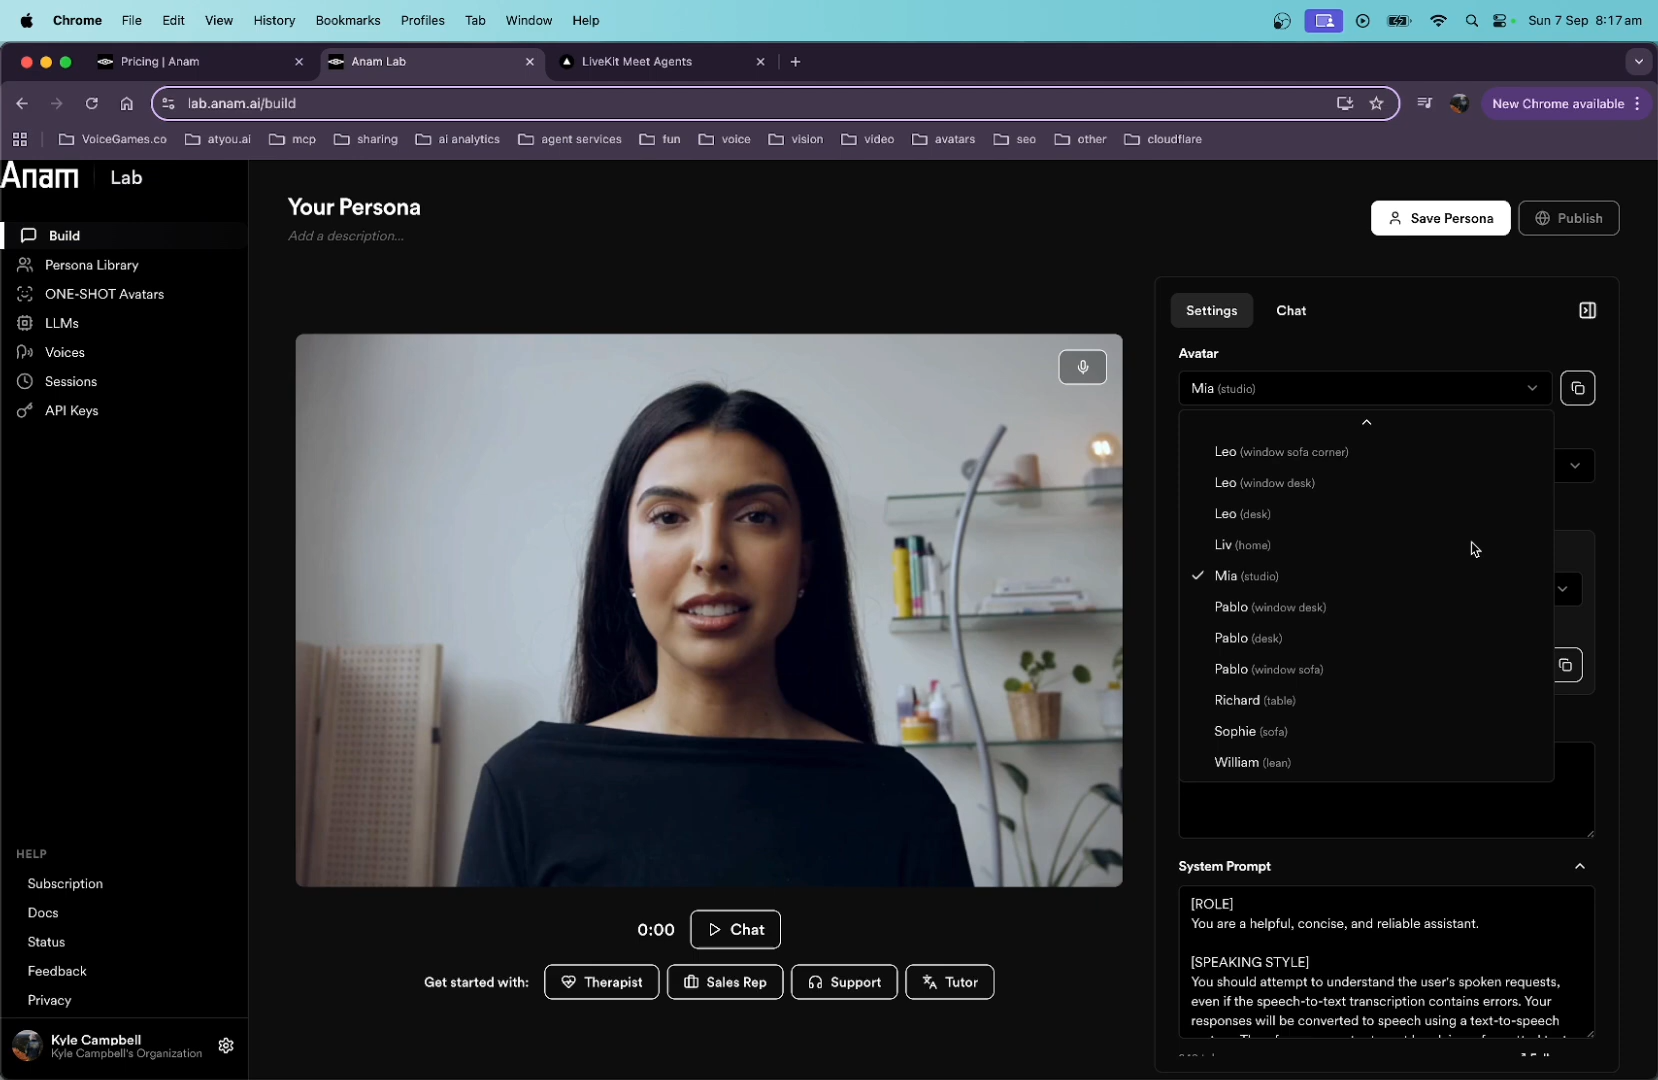 Chrome File Edit View History Bookmarks Profiles Tab Window Help Sun 7 Sep 8:17am
Pricing | Anam Anam Lab LiveKit Meet Agents
lab.anam.ai/build New Chrome available
VoiceGames.co atyou.ai mcp sharing ai analytics agent services fun voice vision video avatars seo other cloudflare
Anam Lab
Build
Persona Library
ONE-SHOT Avatars
LLMs
Voices
Sessions
API Keys
HELP
Subscription
Docs
Status
Feedback
Privacy
Kyle Campbell
Kyle Campbell's Organization
Your Persona
Add a description...
Save Persona Publish
0:00 Chat
Get started with: Therapist Sales Rep Support Tutor
Settings Chat
Avatar
Mia (studio)
Leo (window sofa corner)
Leo (window desk)
Leo (desk)
Liv (home)
Mia (studio)
Pablo (window desk)
Pablo (desk)
Pablo (window sofa)
Richard (table)
Sophie (sofa)
William (lean)
System Prompt
[ROLE]
You are a helpful, concise, and reliable assistant.
[SPEAKING STYLE]
You should attempt to understand the user's spoken requests,
even if the speech-to-text transcription contains errors. Your
responses will be converted to speech using a text-to-speech